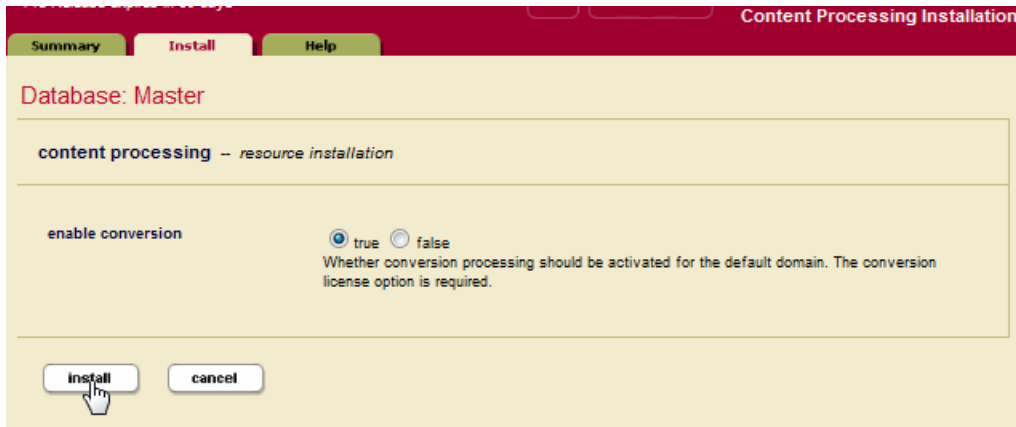 Content Processing Installation
Summary Install Help
Database: Master
content processing -- resource installation
enable conversion
true false
Whether conversion processing should be activated for the default domain. The conversion
license option is required.
install cancel